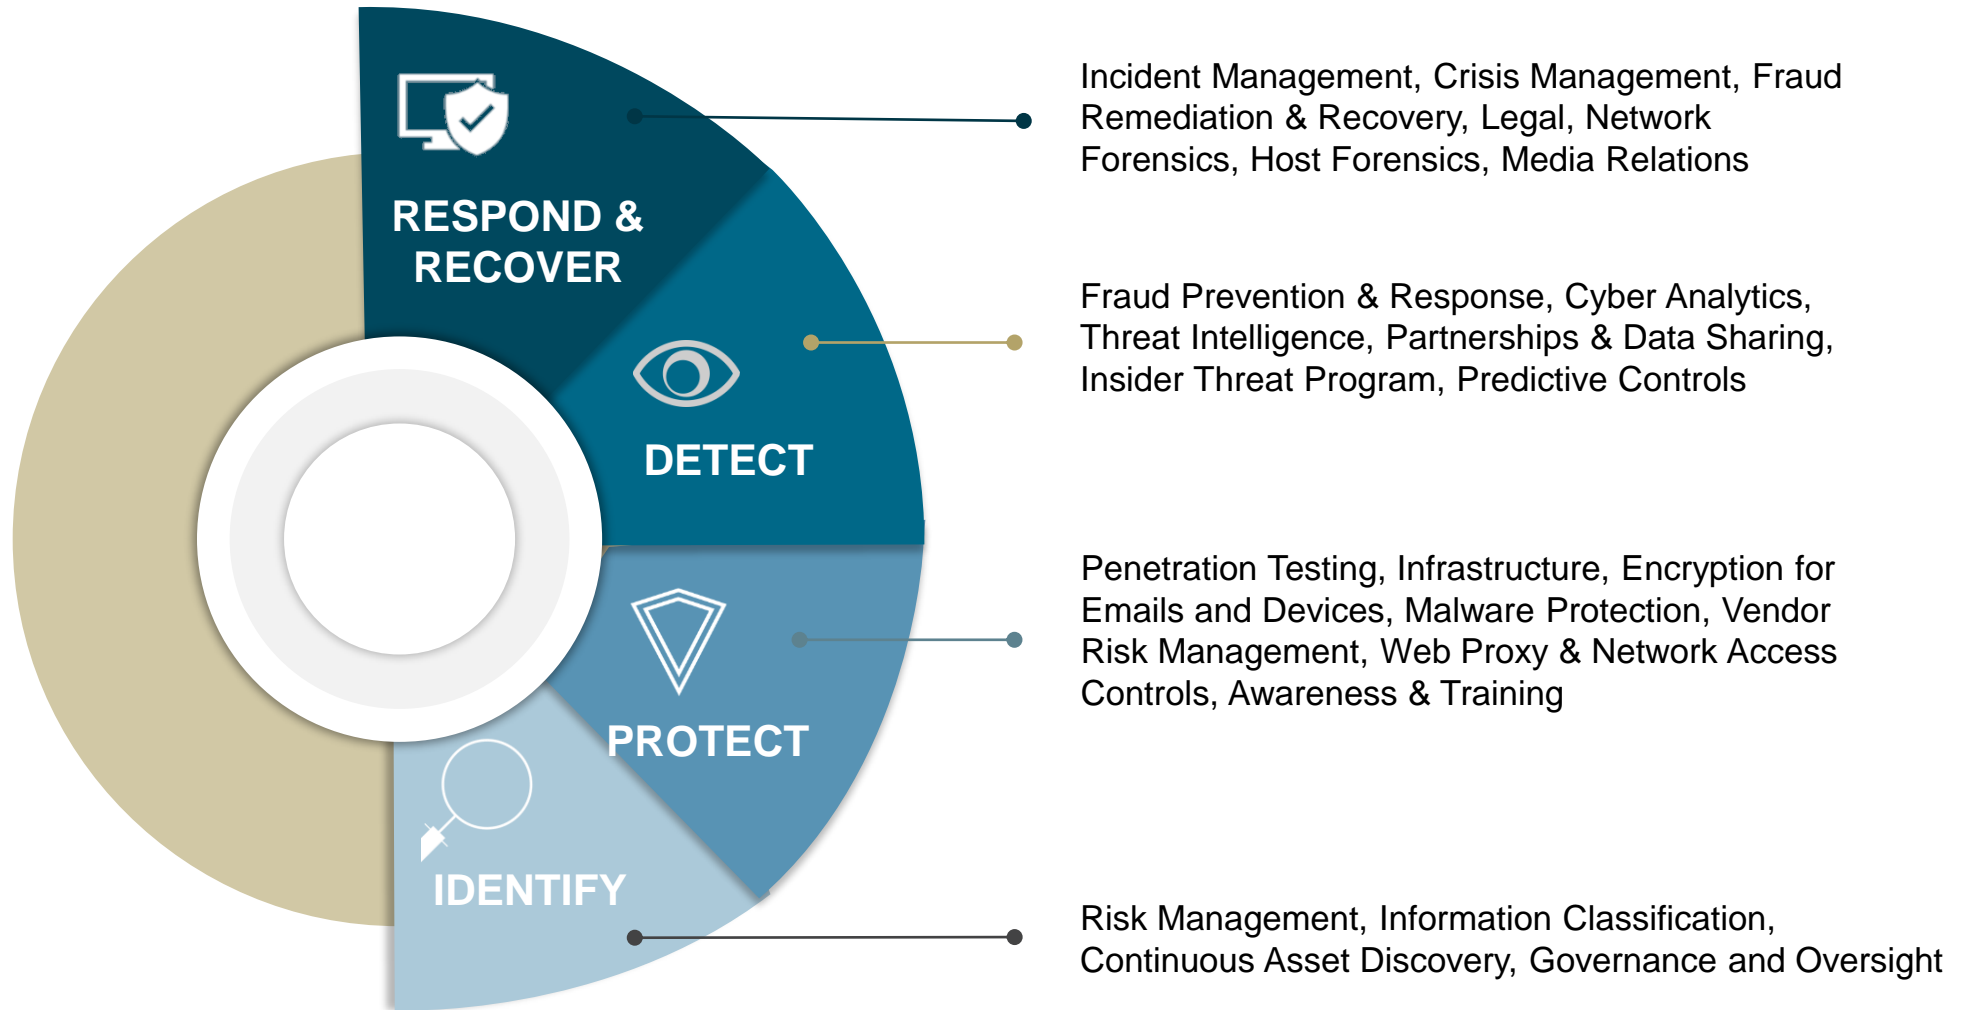 RESPOND &
RECOVER
Incident Management, Crisis Management, Fraud
Remediation & Recovery, Legal, Network
Forensics, Host Forensics, Media Relations
DETECT
Fraud Prevention & Response, Cyber Analytics,
Threat Intelligence, Partnerships & Data Sharing,
Insider Threat Program, Predictive Controls
PROTECT
Penetration Testing, Infrastructure, Encryption for
Emails and Devices, Malware Protection, Vendor
Risk Management, Web Proxy & Network Access
Controls, Awareness & Training
IDENTIFY
Risk Management, Information Classification,
Continuous Asset Discovery, Governance and Oversight